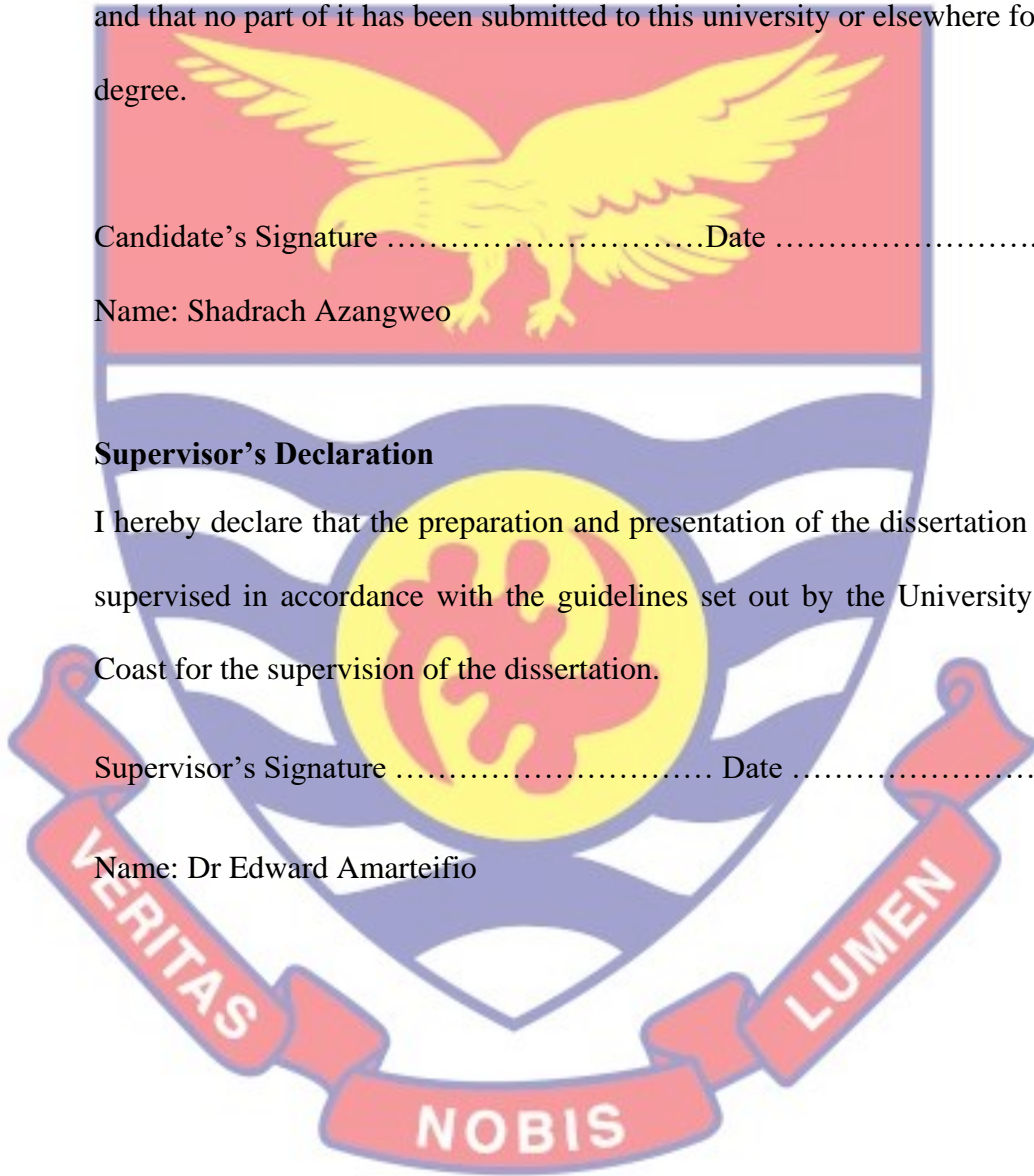 and that no part of it has been submitted to this university or elsewhere fo
degree.
Candidate’s Signature ……………………………Date ……………………….
Name: Shadrach Azangweo
Supervisor’s Declaration
I hereby declare that the preparation and presentation of the dissertation
supervised in accordance with the guidelines set out by the University
Coast for the supervision of the dissertation.
Supervisor’s Signature ………………………… Date …………………….
Name: Dr Edward Amarteifio
VERITAS
NOBIS
LUMEN